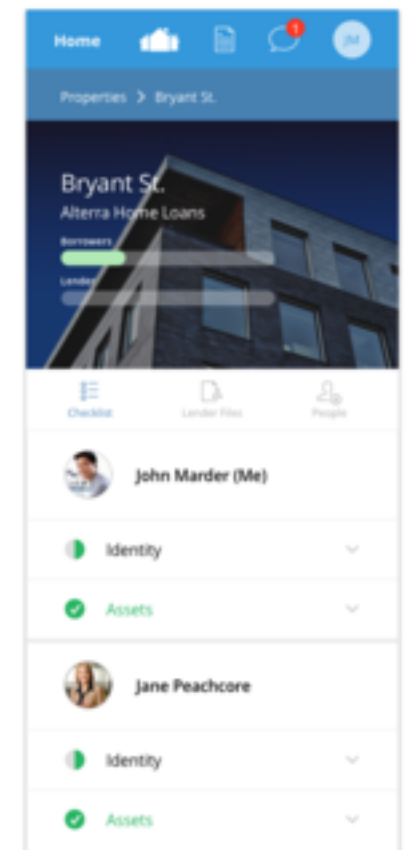 Home
1
JM
Properties > Bryant St.
Bryant St.
Alterra Home Loans
Borrowers
Lender
Checklist
Lender Files
People
John Marder (Me)
Identity
Assets
Jane Peachcore
Identity
Assets